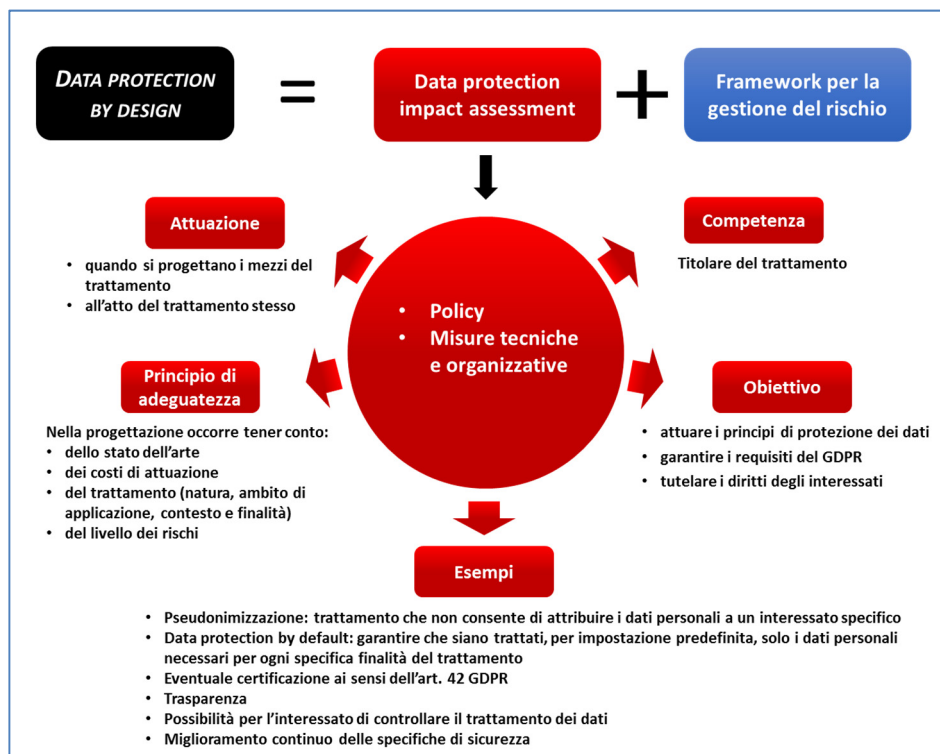 DATA PROTECTION
BY DESIGN
=
Data protection
impact assessment
+
Framework per la
gestione del rischio
Attuazione
• quando si progettano i mezzi del
trattamento
• all'atto del trattamento stesso
Competenza
Titolare del trattamento
• Policy
• Misure tecniche
e organizzative
Principio di
adeguatezza
Nella progettazione occorre tener conto:
• dello stato dell'arte
• dei costi di attuazione
• del trattamento (natura, ambito di
applicazione, contesto e finalità)
• del livello dei rischi
Obiettivo
• attuare i principi di protezione dei dati
• garantire i requisiti del GDPR
• tutelare i diritti degli interessati
Esempi
• Pseudonimizzazione: trattamento che non consente di attribuire i dati personali a un interessato specifico
• Data protection by default: garantire che siano trattati, per impostazione predefinita, solo i dati personali
necessari per ogni specifica finalità del trattamento
• Eventuale certificazione ai sensi dell'art. 42 GDPR
• Trasparenza
• Possibilità per l'interessato di controllare il trattamento dei dati
• Miglioramento continuo delle specifiche di sicurezza